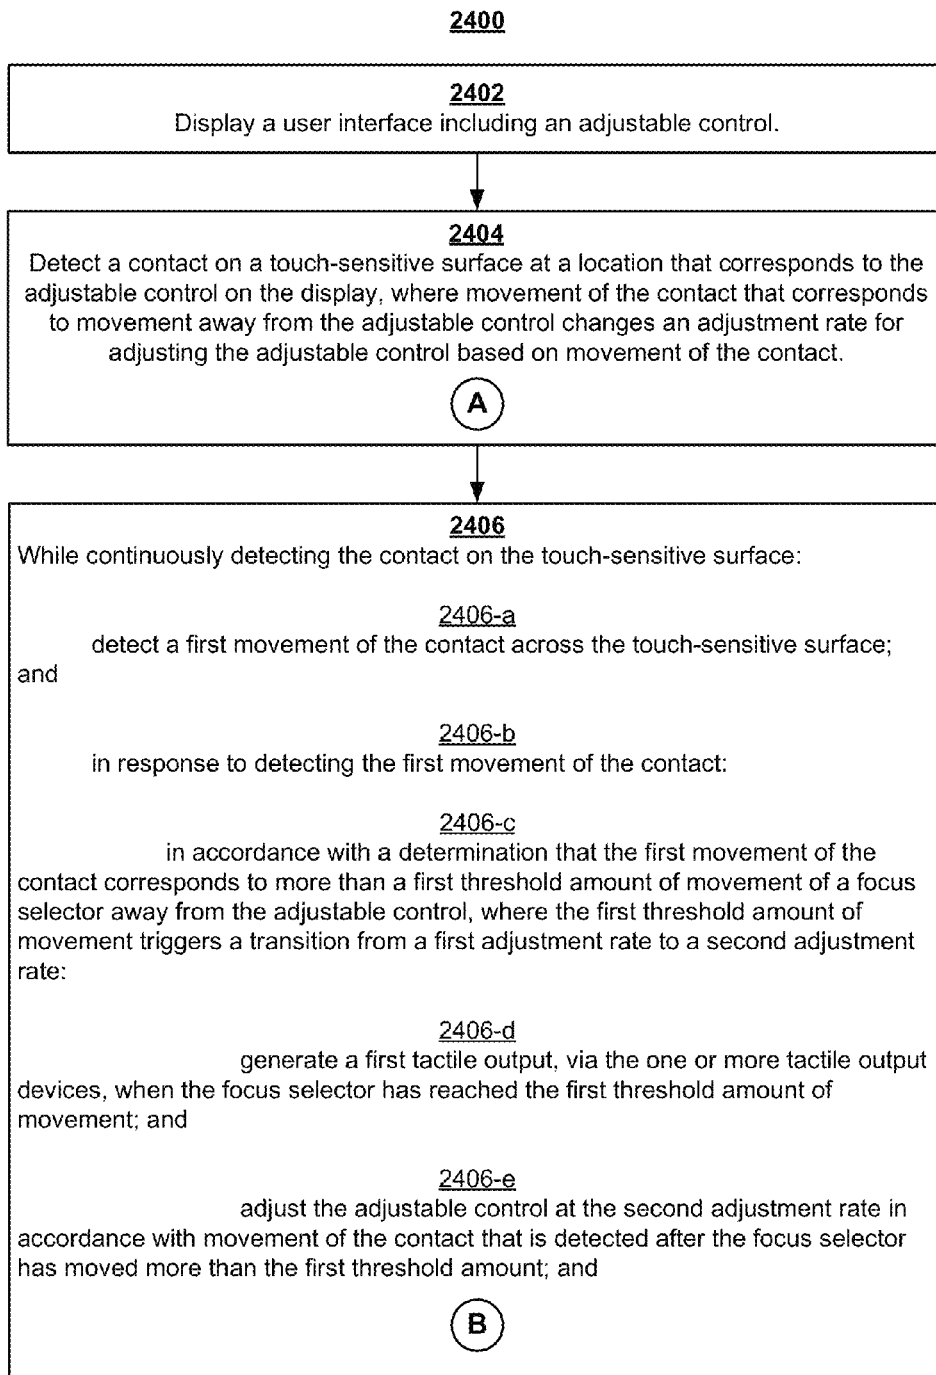 2400
2402
Display a user interface including an adjustable control.
2404
Detect a contact on a touch-sensitive surface at a location that corresponds to the
adjustable control on the display, where movement of the contact that corresponds
to movement away from the adjustable control changes an adjustment rate for
adjusting the adjustable control based on movement of the contact.
A
2406
While continuously detecting the contact on the touch-sensitive surface:
2406-a
detect a first movement of the contact across the touch-sensitive surface;
and
2406-b
in response to detecting the first movement of the contact:
2406-c
in accordance with a determination that the first movement of the
contact corresponds to more than a first threshold amount of movement of a focus
selector away from the adjustable control, where the first threshold amount of
movement triggers a transition from a first adjustment rate to a second adjustment
rate:
2406-d
generate a first tactile output, via the one or more tactile output
devices, when the focus selector has reached the first threshold amount of
movement; and
2406-e
adjust the adjustable control at the second adjustment rate in
accordance with movement of the contact that is detected after the focus selector
has moved more than the first threshold amount; and
B